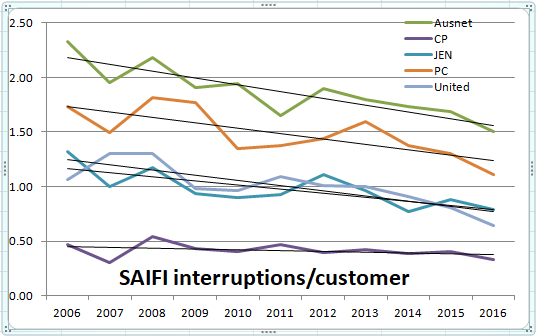 2.50
2.00
1.50
1.00
0.50
0.00
Ausnet
CP
JEN
PC
United
SAIFI interruptions/customer
2006 2007 2008 2009 2010 2011 2012 2013 2014 2015 2016